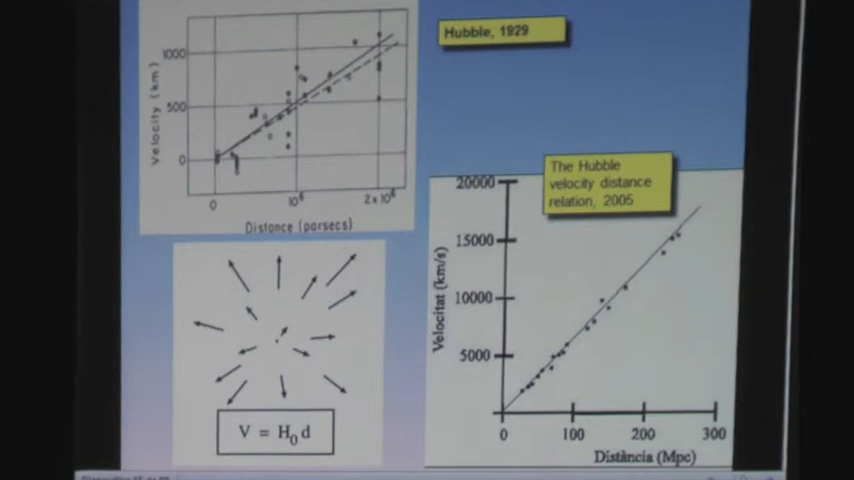 Hubble, 1929
1000
500
0
Velocity (km)
0
10⁶
2 x 10⁶
Distance (parsecs)
The Hubble
velocity distance
relation, 2005
20000
15000
10000
5000
Velocitat (km/s)
0
100
200
300
Distància (Mpc)
V = H₀ d